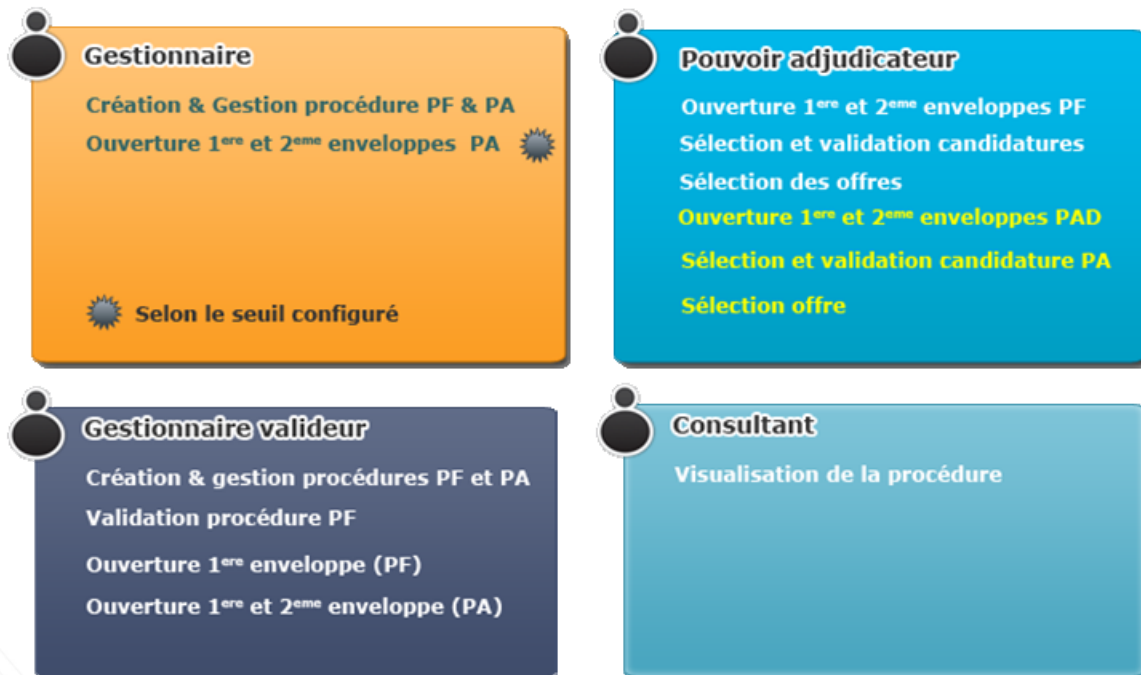 Gestionnaire
Création & Gestion procédure PF & PA
Ouverture 1ere et 2eme enveloppes PA
Selon le seuil configuré
Pouvoir adjudicateur
Ouverture 1ere et 2eme enveloppes PF
Sélection et validation candidatures
Sélection des offres
Ouverture 1ere et 2eme enveloppes PAD
Sélection et validation candidature PA
Sélection offre
Gestionnaire valideur
Création & gestion procédures PF et PA
Validation procédure PF
Ouverture 1ere enveloppe (PF)
Ouverture 1ere et 2eme enveloppe (PA)
Consultant
Visualisation de la procédure